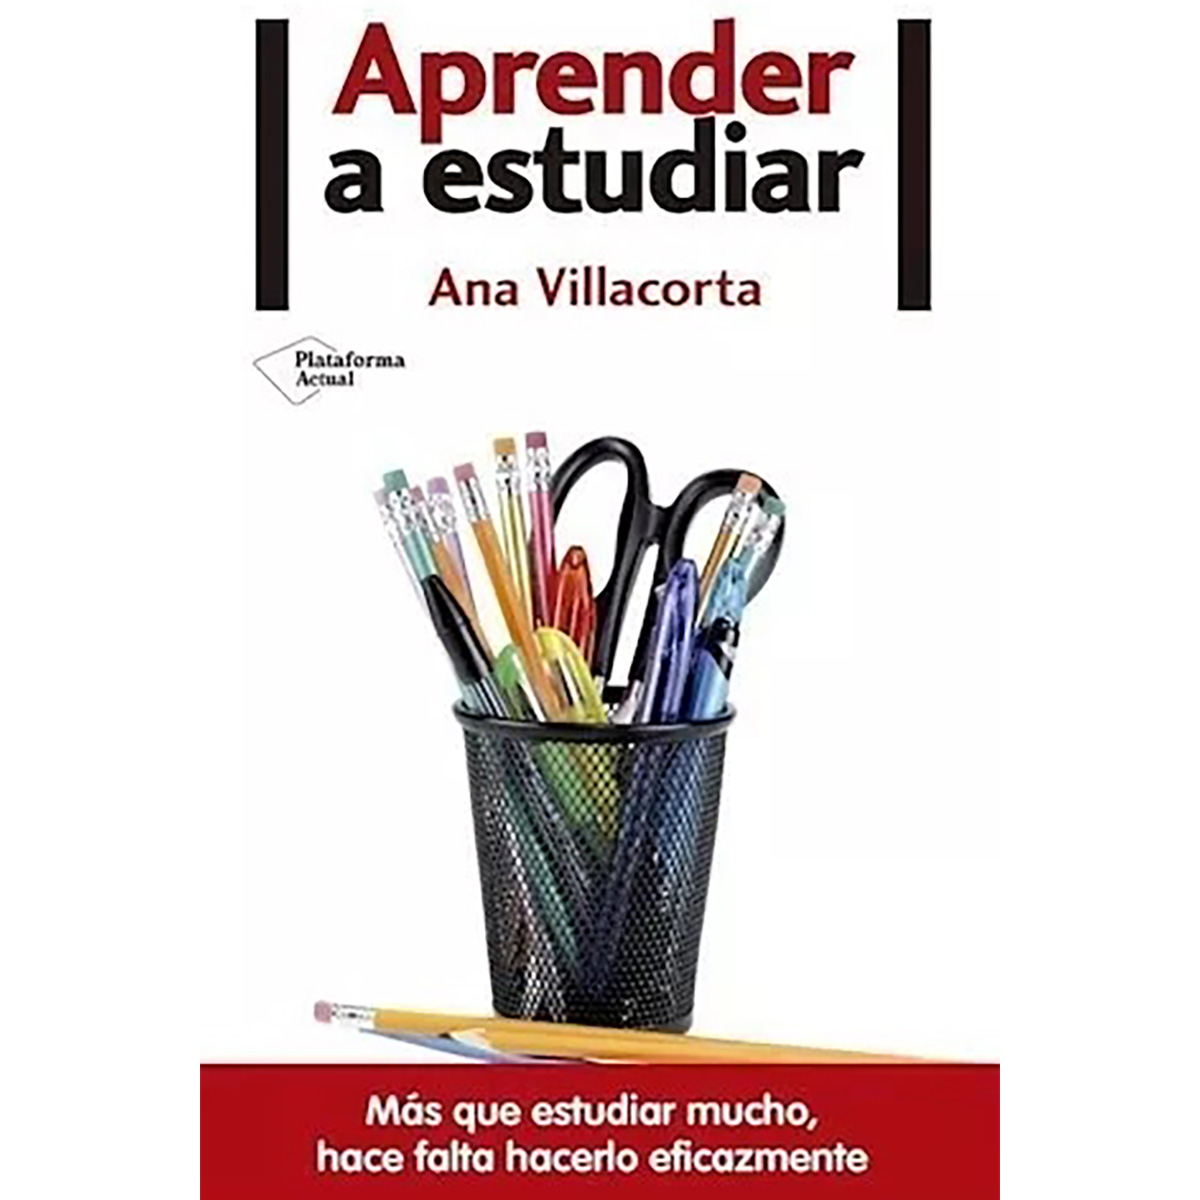 Aprender
a estudiar
Ana Villacorta
Plataforma
Actual
Más que estudiar mucho,
hace falta hacerlo eficazmente